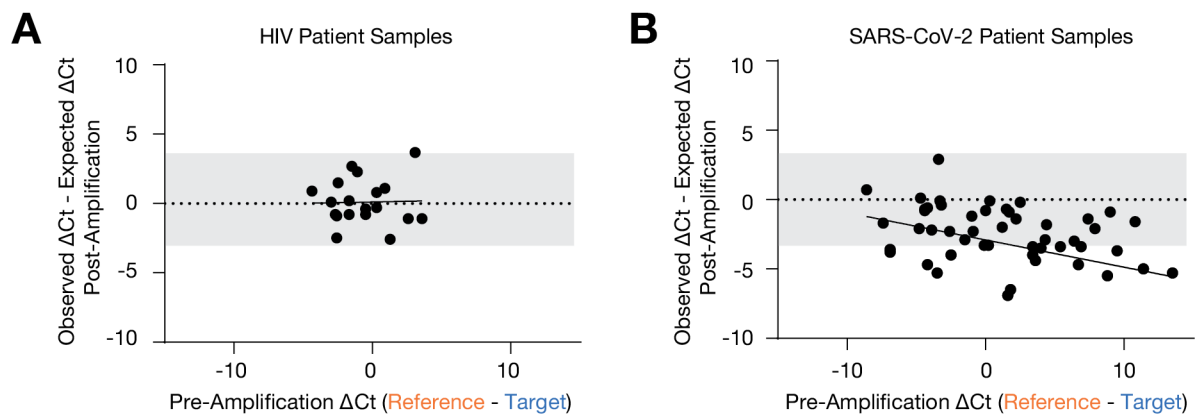 A
HIV Patient Samples
Observed ΔCt - Expected ΔCt
Post-Amplification
10
5
0
-5
-10
-10
0
10
Pre-Amplification ΔCt (Reference - Target)
B
SARS-CoV-2 Patient Samples
Observed ΔCt - Expected ΔCt
Post-Amplification
10
5
0
-5
-10
-10
0
10
Pre-Amplification ΔCt (Reference - Target)